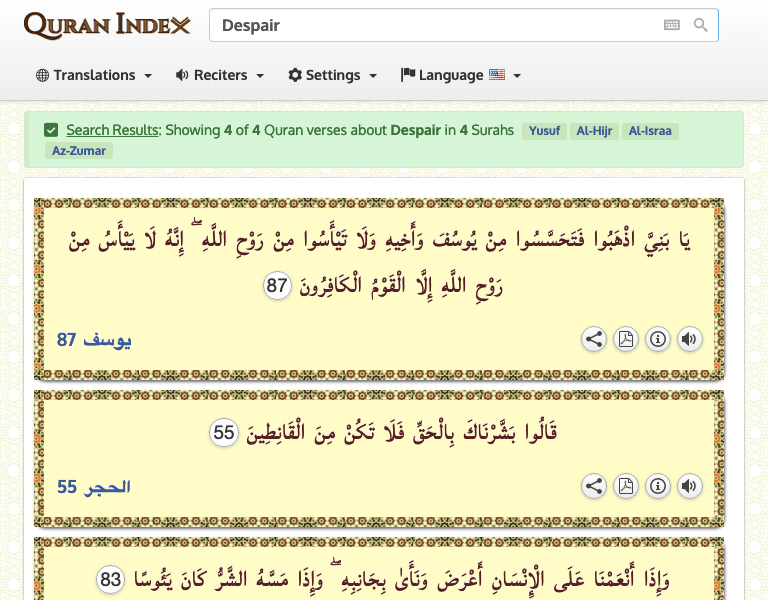 QURAN INDEX
Despair
Translations
Reciters
Settings
Language
Search Results: Showing 4 of 4 Quran verses about Despair in 4 Surahs Yusuf Al-Hijr Al-Israa
Az-Zumar
يَا بَنِيَّ اذْهَبُوا فَتَحَسَّسُوا مِنْ يُوسُفَ وَأَخِيهِ وَلَا تَيْأَسُوا مِنْ رَوْحِ اللَّهِ ۖ إِنَّهُ لَا يَيْأَسُ مِنْ
رَوْحِ اللَّهِ إِلَّا الْقَوْمُ الْكَافِرُونَ 87
يوسف 87
قَالُوا بَشَّرْنَاكَ بِالْحَقِّ فَلَا تَكُنْ مِنَ الْقَانِطِينَ 55
الحجر 55
وَإِذَا أَنْعَمْنَا عَلَى الْإِنْسَانِ أَعْرَضَ وَنَأَىٰ بِجَانِبِهِ ۖ وَإِذَا مَسَّهُ الشَّرُّ كَانَ يَئُوسًا 83